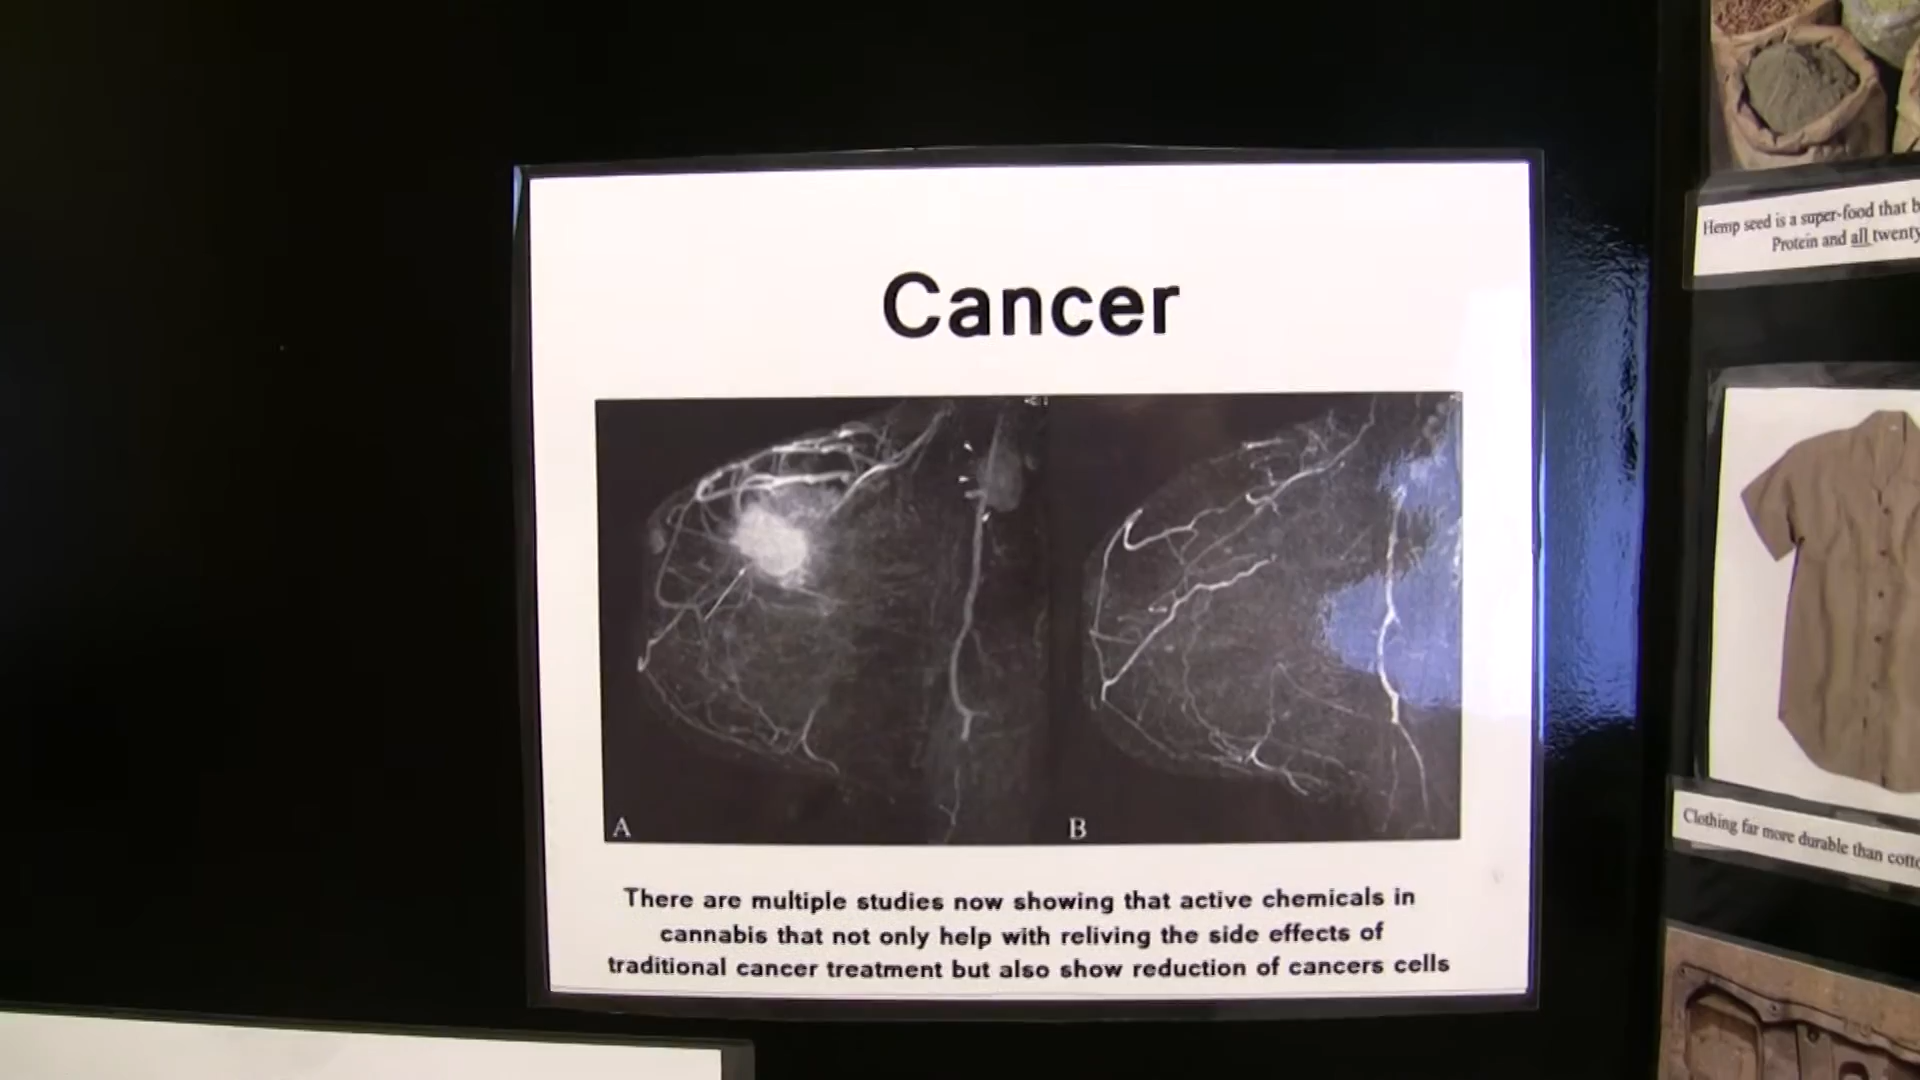 Cancer
A
B
There are multiple studies now showing that active chemicals in
cannabis that not only help with reliving the side effects of
traditional cancer treatment but also show reduction of cancers cells
Hemp seed is a super-food that
Protein and all twenty
Clothing far more durable than